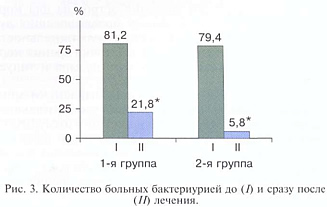 %
81,2
79,4
75
50
25
0
21,8*
5,8*
I II I II
1-я группа 2-я группа
Рис. 3. Количество больных бактериурией до (I) и сразу после
(II) лечения.